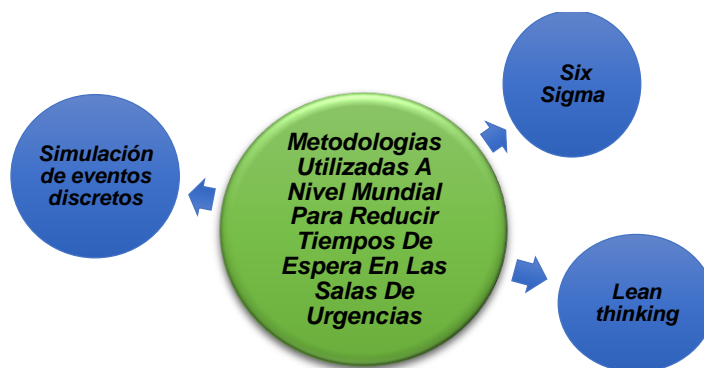 Metodologias
Utilizadas A
Nivel Mundial
Para Reducir
Tiempos De
Espera En Las
Salas De
Urgencias
Six
Sigma
Lean
thinking
Simulación
de eventos
discretos